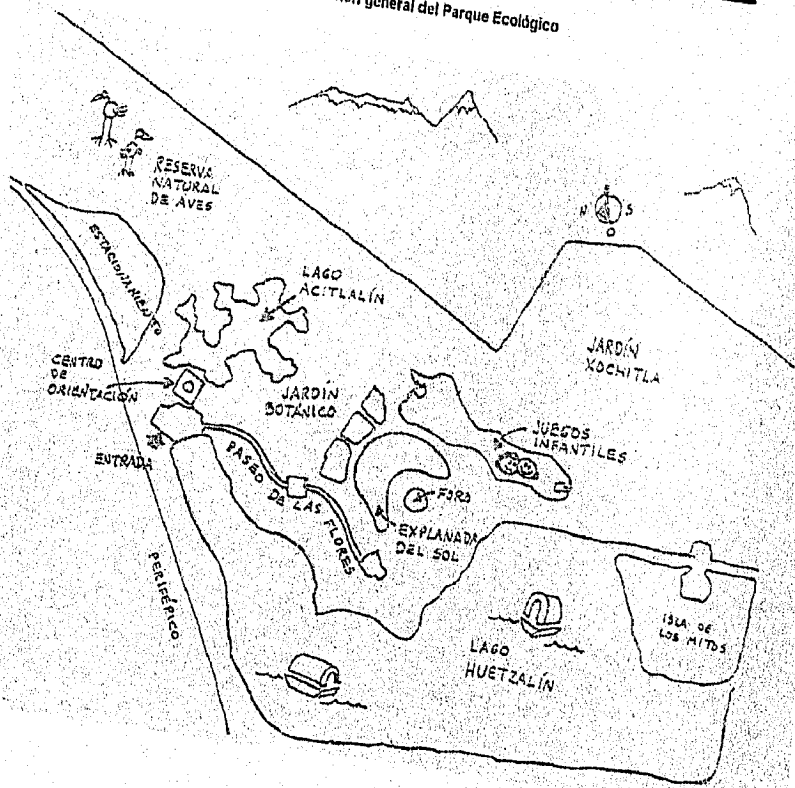 general del Parque Ecológico
RESERVA
NATURAL
DE AVES
E
N S
O
ESTACIONAMIENTO
LAGO
ACITLALÍN
JARDÍN
XOCHITLA
CENTRO
DE
ORIENTACIÓN
JARDÍN
BOTÁNICO
JUEGOS
INFANTILES
ENTRADA
PASEO DE LAS FLORES
FORO
EXPLANADA
DEL SOL
PERIFÉRICO
ISLA DE
LOS MITOS
LAGO
HUETZALÍN